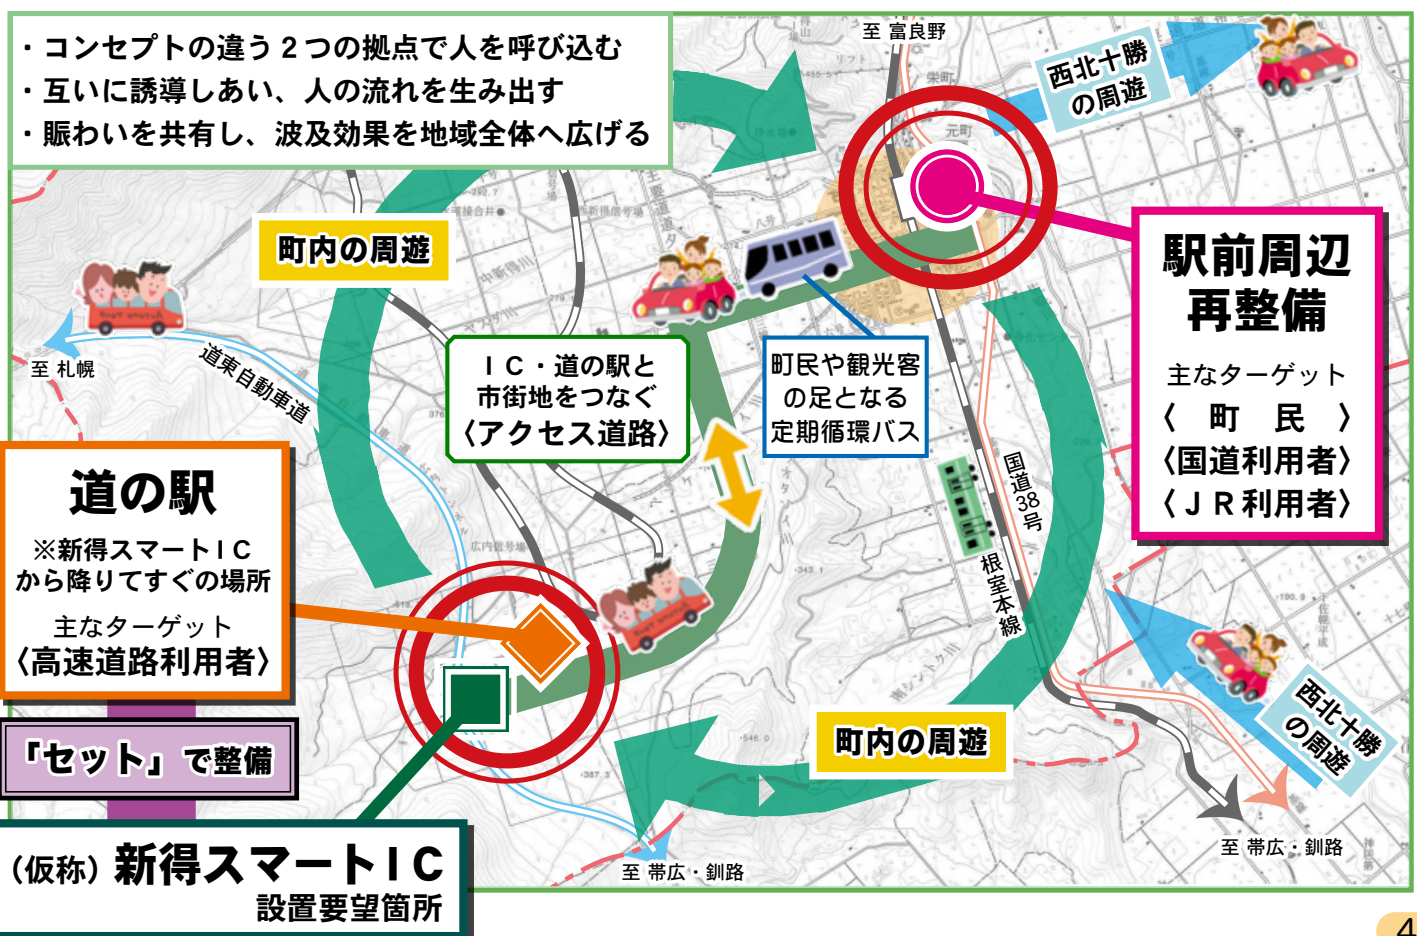 ・コンセプトの違う２つの拠点で人を呼び込む
・互いに誘導しあい、人の流れを生み出す
・賑わいを共有し、波及効果を地域全体へ広げる
至 富良野
栄町
元町
西北十勝
の周遊
町内の周遊
駅前周辺
再整備
主なターゲット
〈 町 民 〉
〈国道利用者〉
〈ＪＲ利用者〉
至 札幌
道東自動車道
ＩＣ・道の駅と
市街地をつなぐ
〈アクセス道路〉
町民や観光客
の足となる
定期循環バス
国道38号
根室本線
道の駅
※新得スマートＩＣ
から降りてすぐの場所
主なターゲット
〈高速道路利用者〉
広内信号場
「セット」で整備
町内の周遊
西北十勝
の周遊
（仮称）新得スマートＩＣ
設置要望箇所
至 帯広・釧路
至 帯広・釧路
4